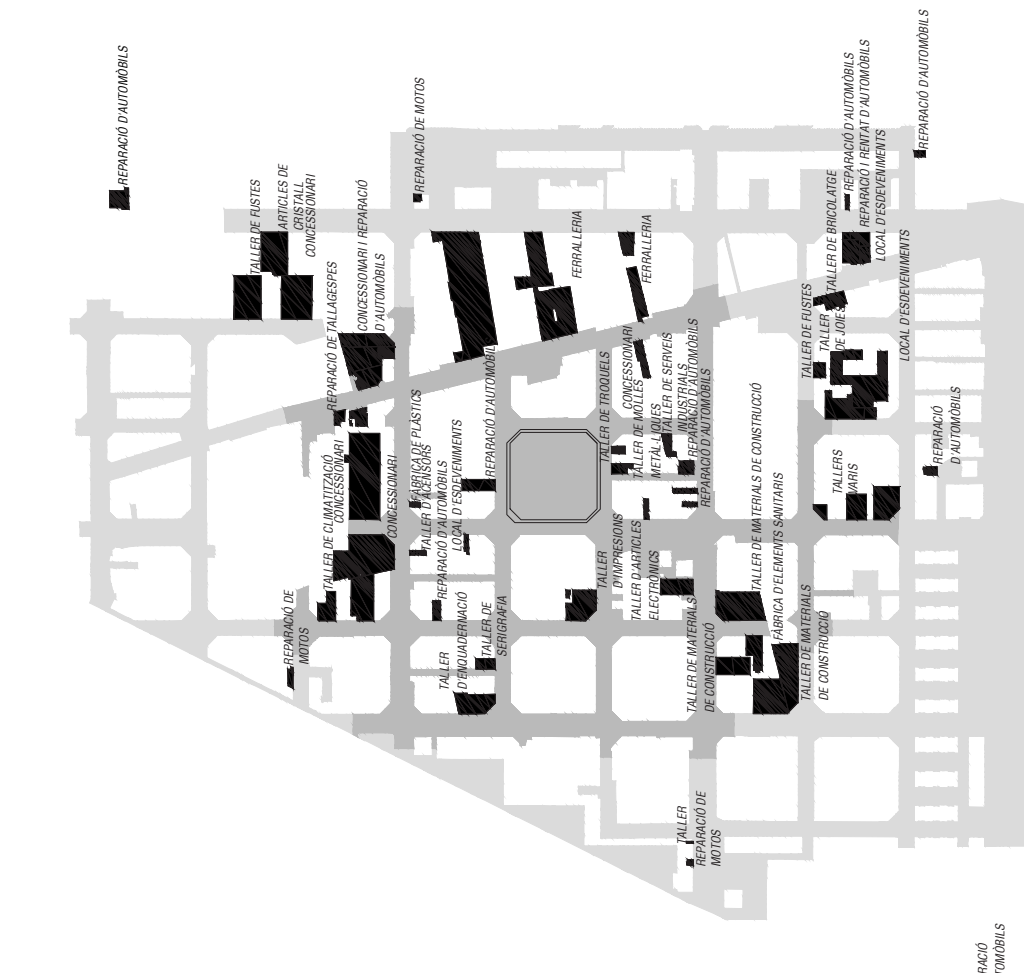 REPARACIÓ D'AUTOMÒBILS
TALLER DE FUSTES
ARTICLES DE
CRISTALL
CONCESSIONARI
REPARACIÓ DE TALLAGESPES
CONCESSIONARI I REPARACIÓ
D'AUTOMÒBILS
REPARACIÓ DE MOTOS
FERRALLERIA
FERRALLERIA
REPARACIÓ D'AUTOMÒBILS
REPARACIÓ I RENTAT D'AUTOMÒBILS
LOCAL D'ESDEVENIMENTS
REPARACIÓ D'AUTOMÒBILS
TALLER DE BRICOLATGE
LOCAL D'ESDEVENIMENTS
TALLER DE FUSTES
TALLER
DE JOIES
REPARACIÓ
D'AUTOMÒBILS
TALLERS
VARIS
TALLER DE CLIMATITZACIÓ
CONCESSIONARI
CONCESSIONARI
FÀBRICA DE PLÀSTICS
TALLER D'ACENSORS
REPARACIÓ D'AUTOMÒBILS
LOCAL D'ESDEVENIMENTS
REPARACIÓ D'AUTOMÒBIL
TALLER DE TROQUELS
CONCESSIONARI
TALLER DE MOLLES
METÀL·LIQUES
TALLER DE SERVEIS
INDUSTRIALS
REPARACIÓ D'AUTOMÒBILS
REPARACIÓ D'AUTOMÒBILS
TALLER DE MATERIALS DE CONSTRUCCIÓ
FÀBRICA D'ELEMENTS SANITARIS
TALLER
D'IMPRESIONS
TALLER D'ARTICLES
ELECTRÒNICS
REPARACIÓ DE
MOTOS
TALLER
D'ENQUADERNACIÓ
TALLER DE
SERIGRAFIA
TALLER DE MATERIALS
DE CONSTRUCCIÓ
TALLER DE MATERIALS
DE CONSTRUCCIÓ
TALLER
REPARACIÓ DE
MOTOS
RACIÓ
TOMÒBILS